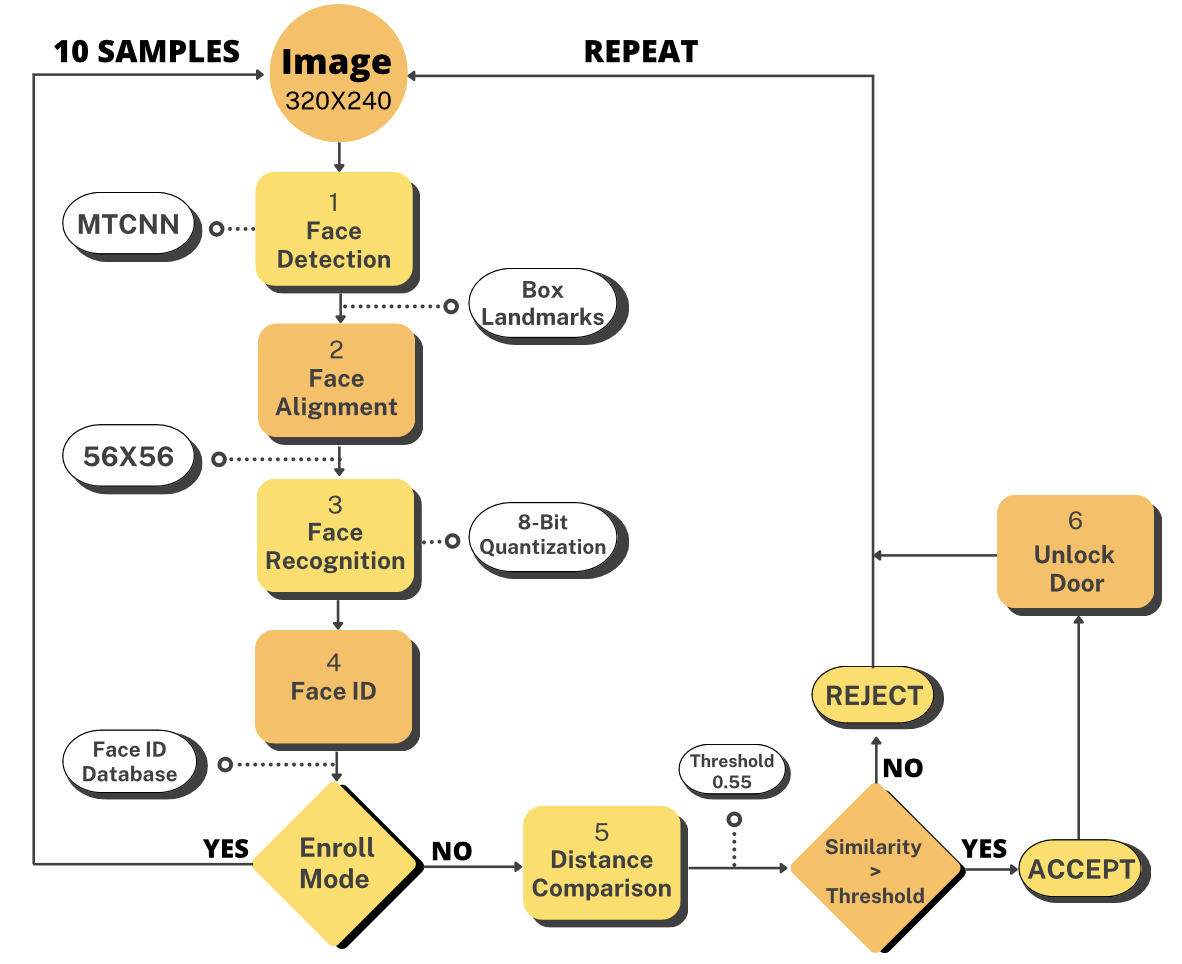 10 SAMPLES
Image
320X240
REPEAT
1
Face
Detection
MTCNN
Box
Landmarks
2
Face
Alignment
56X56
3
Face
Recognition
8-Bit
Quantization
4
Face ID
Face ID
Database
YES
Enroll
Mode
NO
5
Distance
Comparison
Threshold
0.55
Similarity
>
Threshold
NO
REJECT
YES
ACCEPT
6
Unlock
Door